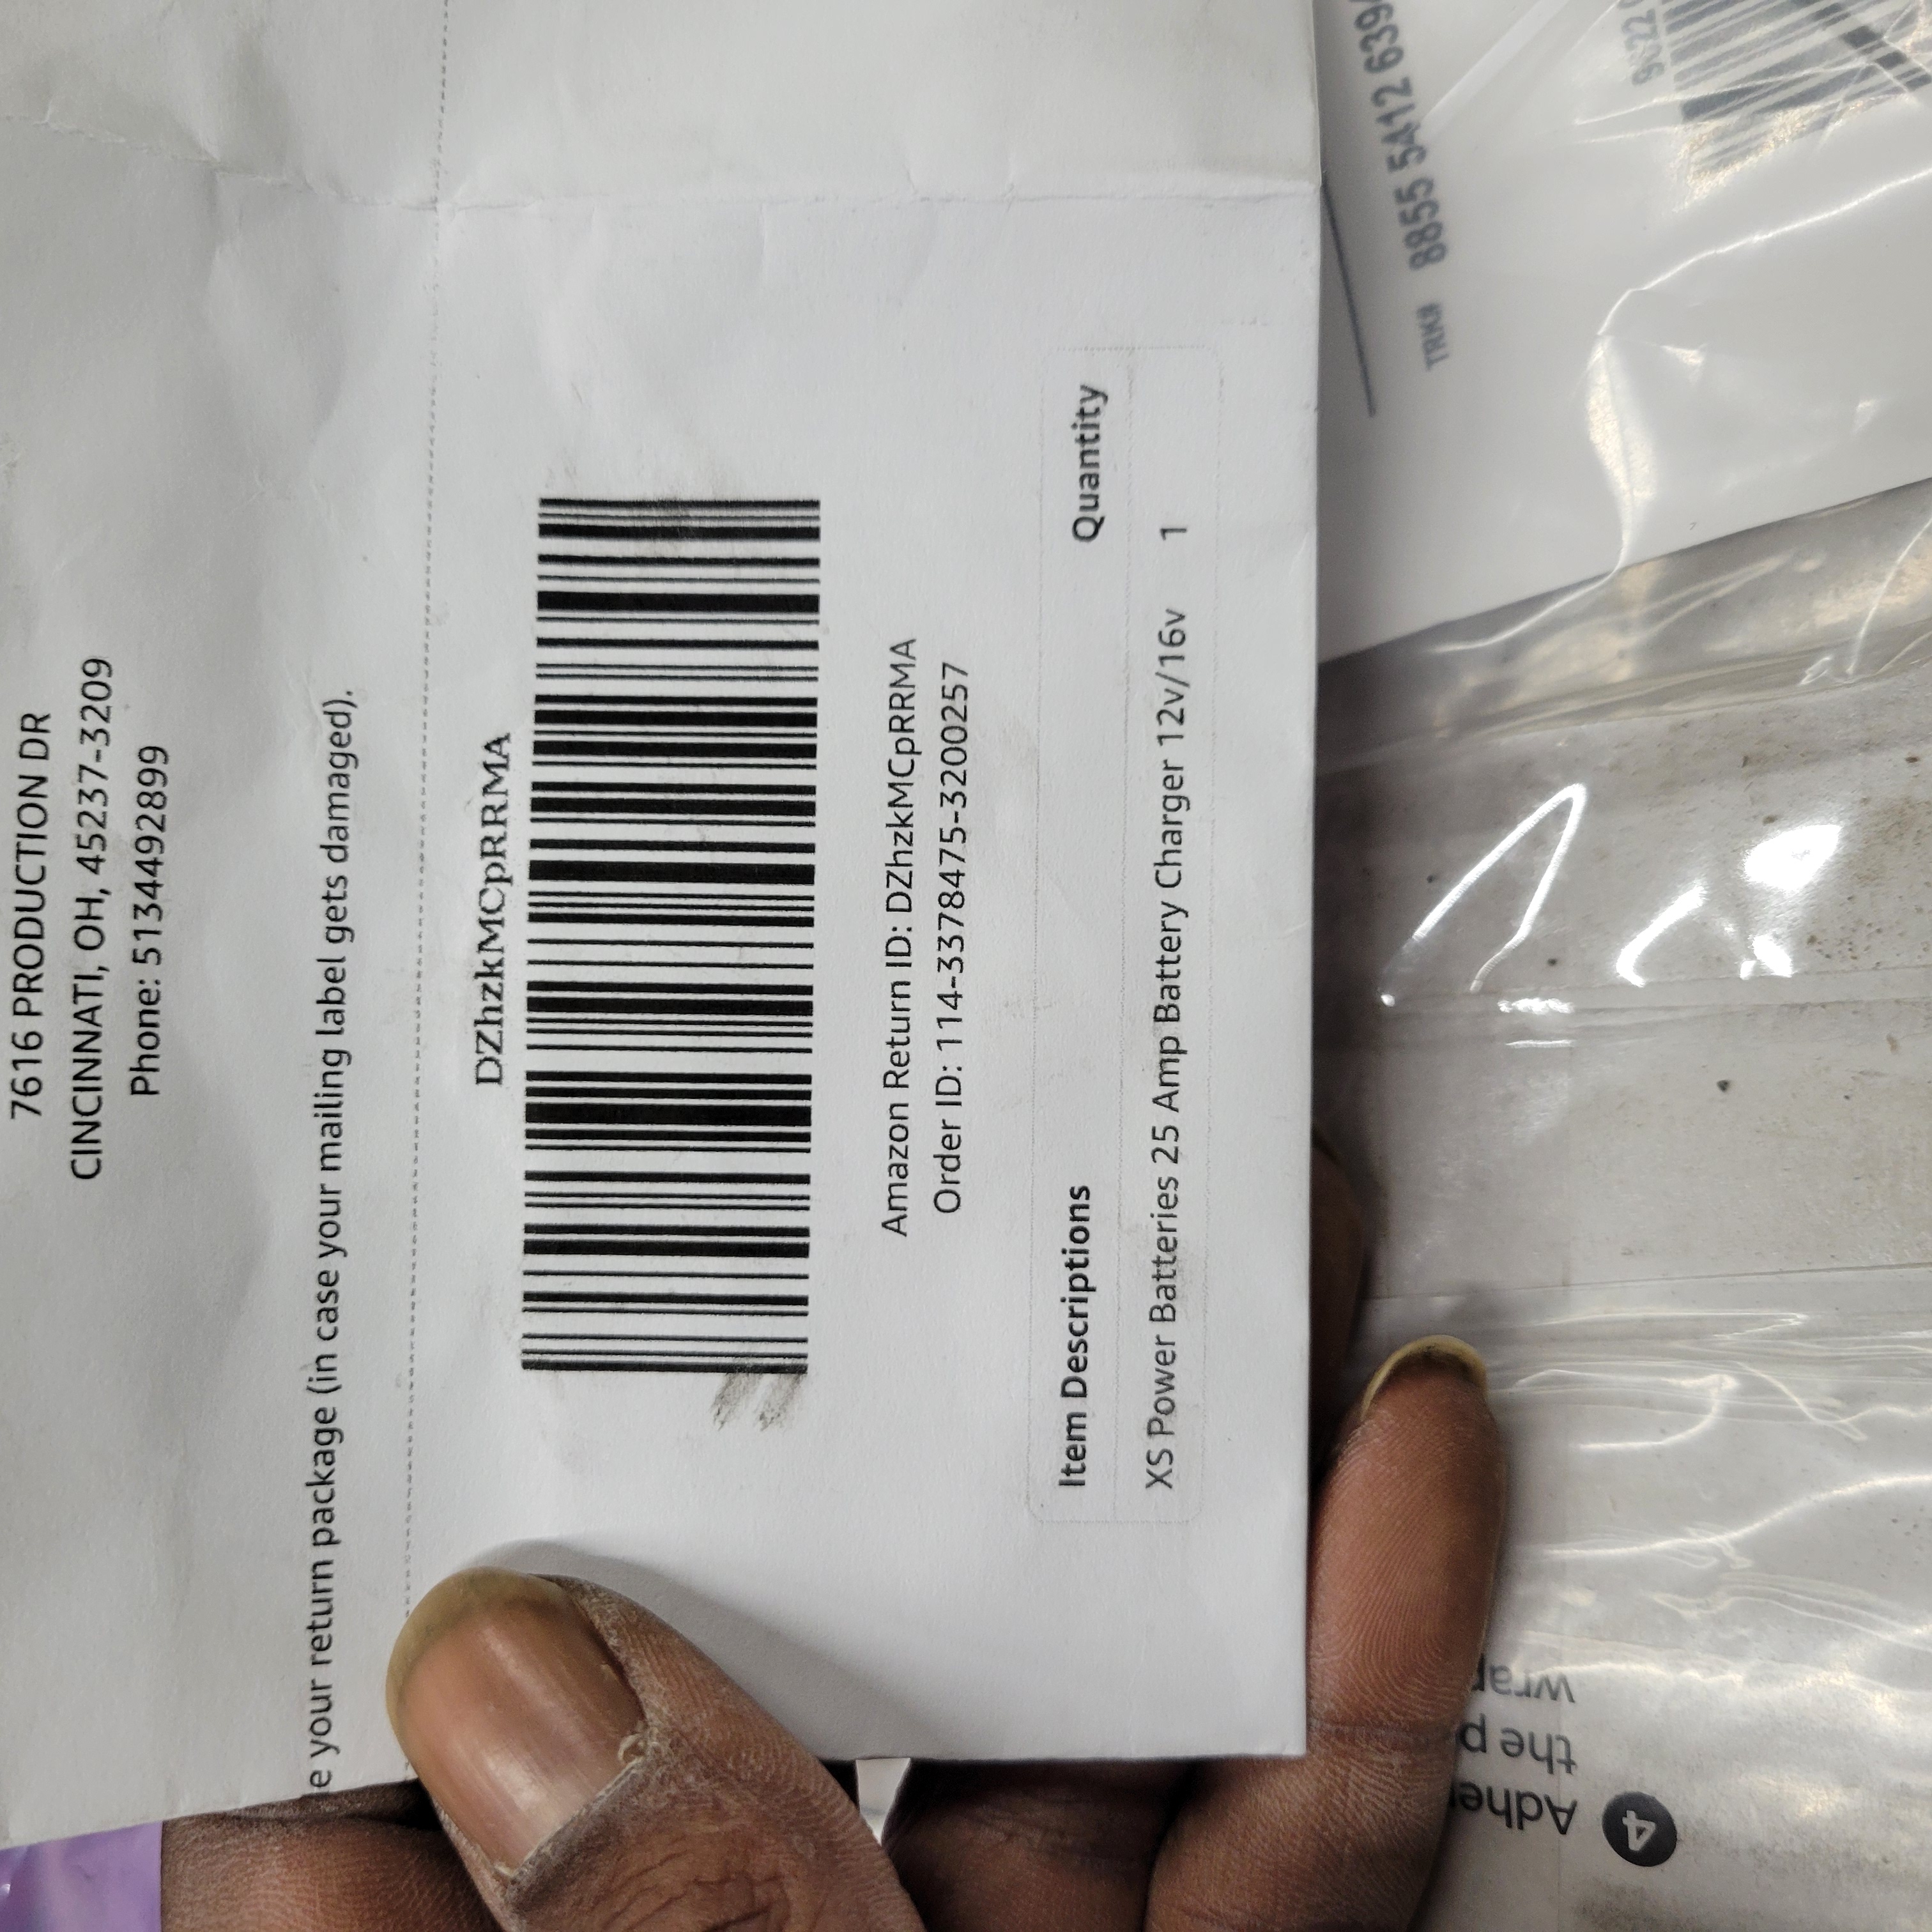 7616 PRODUCTION DR
CINCINNATI, OH, 45237-3209
Phone: 5134492899
e your return package (in case your mailing label gets damaged).
DZhzkMCpRRMA
Amazon Return ID: DZhzkMCpRRMA
Order ID: 114-3378475-3200257
Item Descriptions Quantity
XS Power Batteries 25 Amp Battery Charger 12v/16v 1
TRK# 8855 5412 639
9622
4 Adhe
the p
wrap